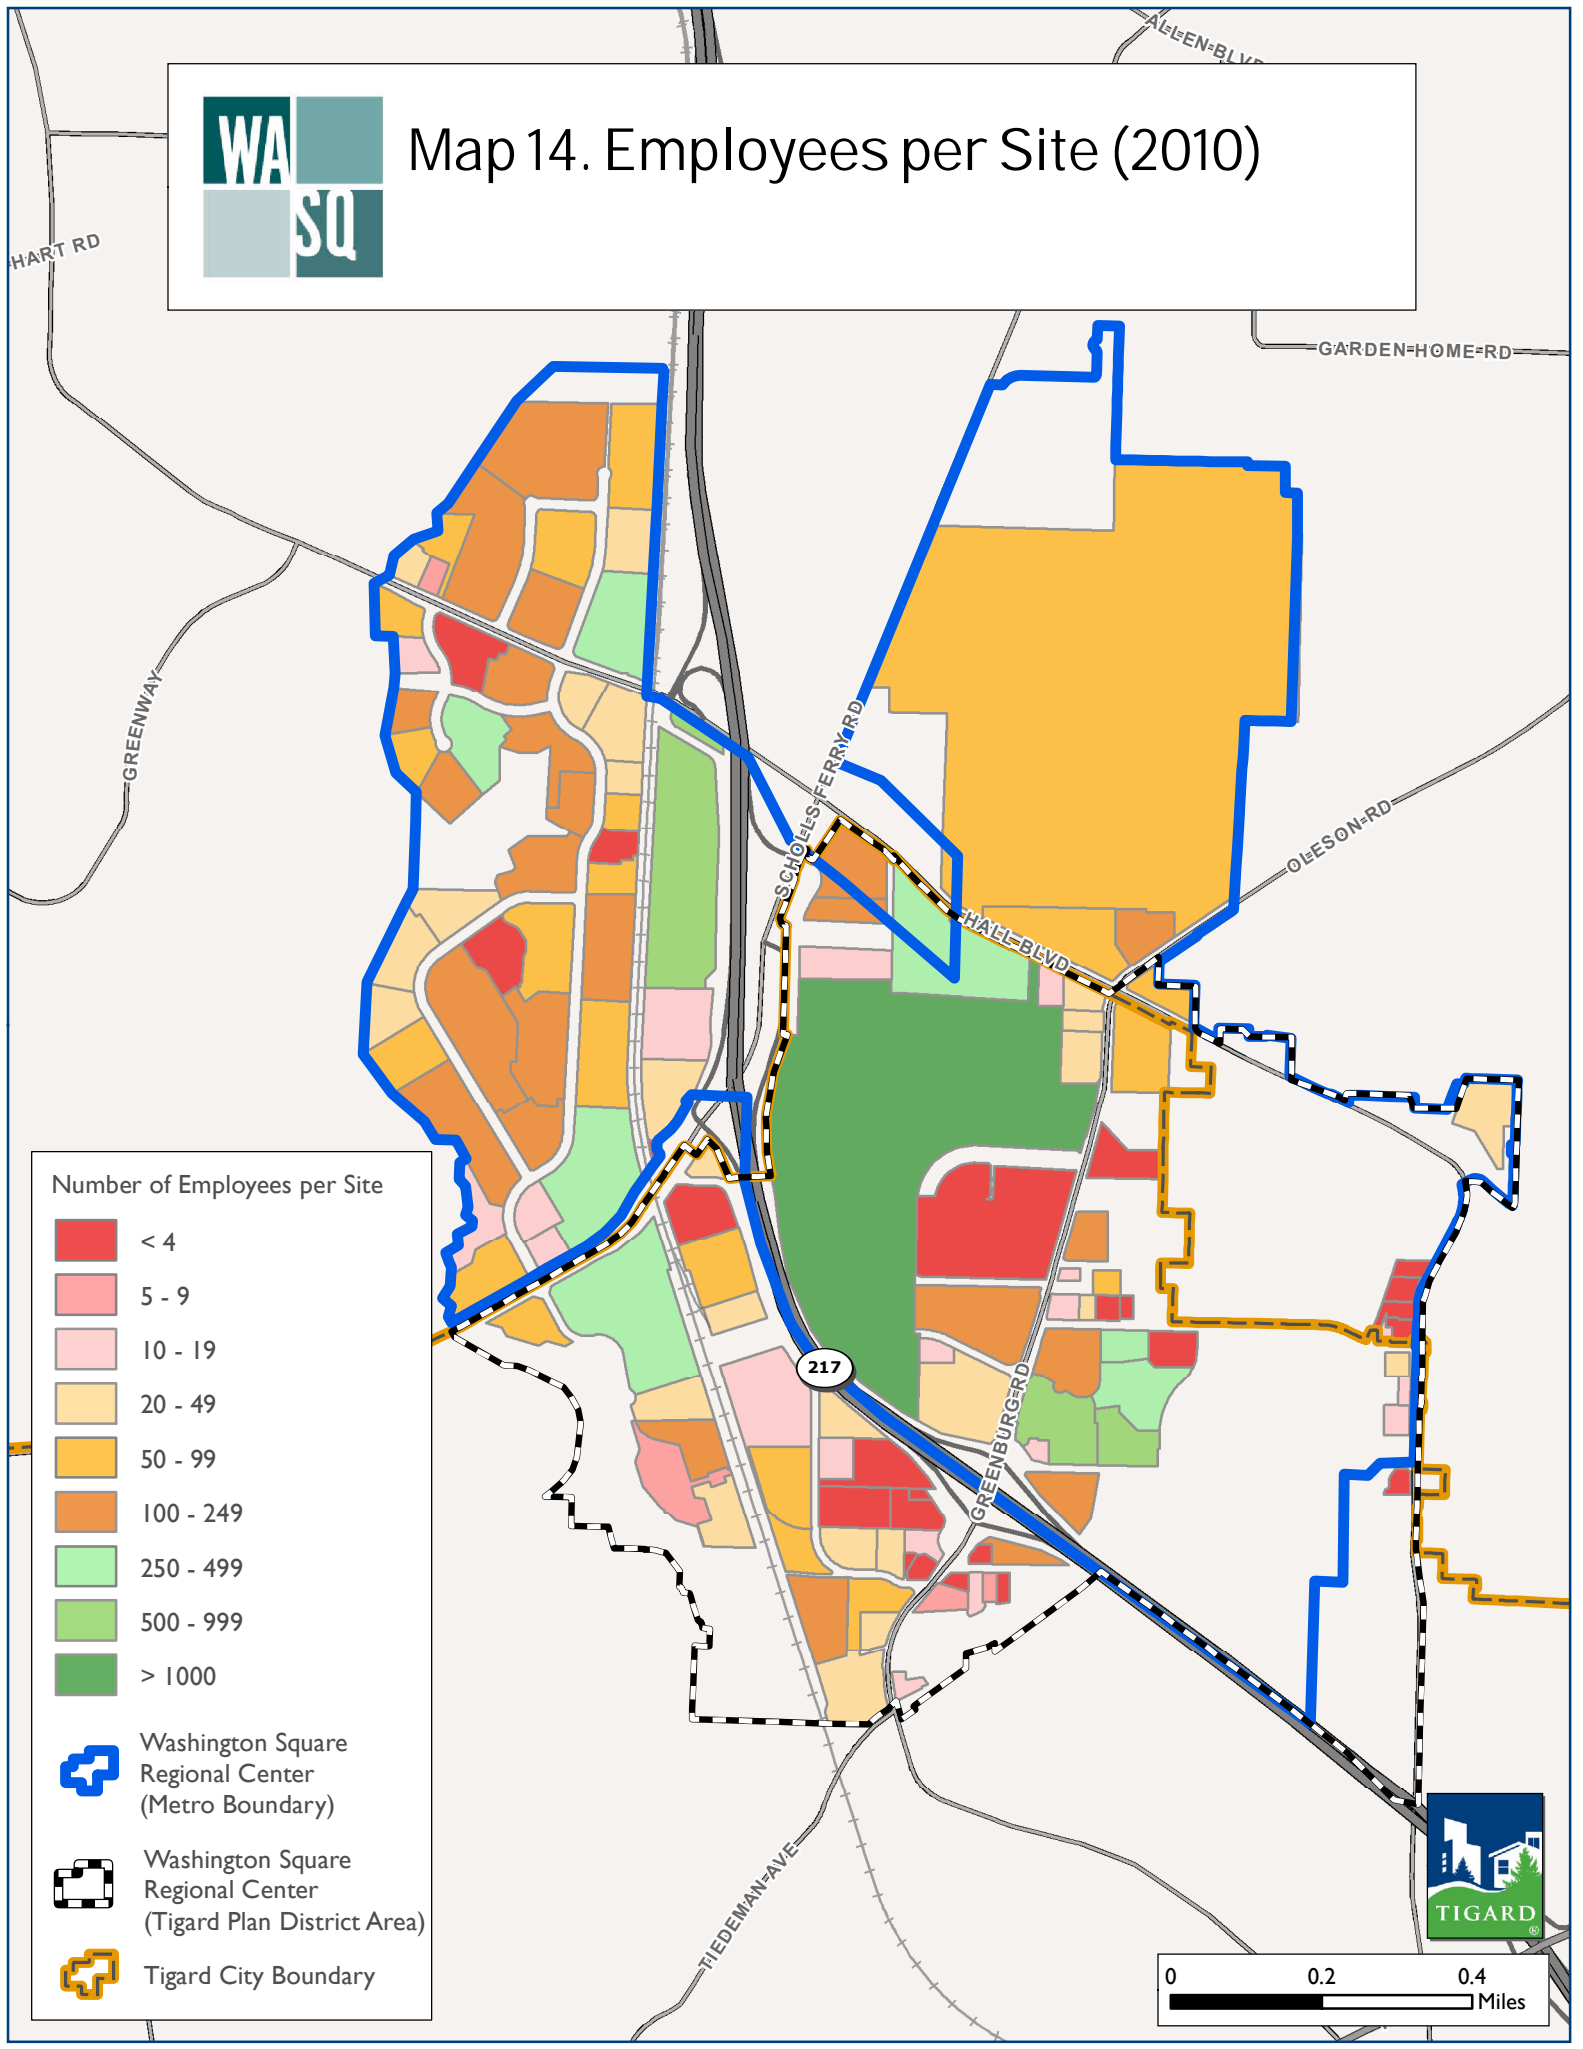 ALLEN BLVD
WA
SQ
Map 14. Employees per Site (2010)
HART RD
GARDEN HOME RD
GREENWAY
SCHOLLS FERRY RD
OLESON RD
HALL BLVD
217
GREENBURG RD
TIEDEMAN AVE
Number of Employees per Site
< 4
5 - 9
10 - 19
20 - 49
50 - 99
100 - 249
250 - 499
500 - 999
> 1000
Washington Square
Regional Center
(Metro Boundary)
Washington Square
Regional Center
(Tigard Plan District Area)
Tigard City Boundary
TIGARD
®
0 0.2 0.4
Miles